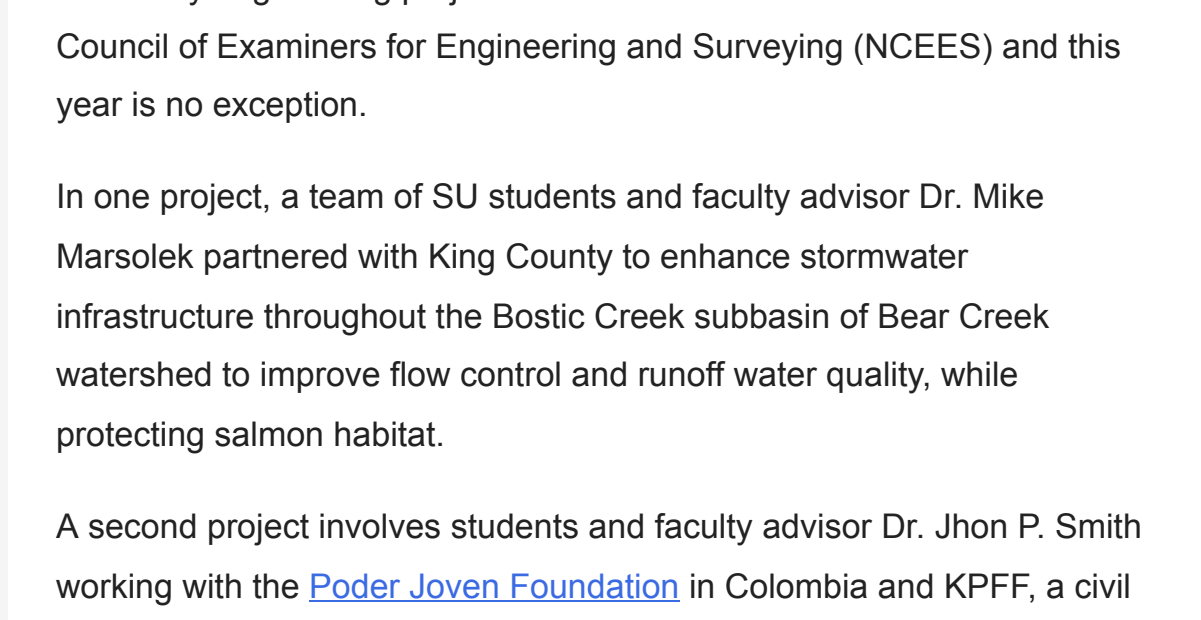 Council of Examiners for Engineering and Surveying (NCEES) and this
year is no exception.
In one project, a team of SU students and faculty advisor Dr. Mike
Marsolek partnered with King County to enhance stormwater
infrastructure throughout the Bostic Creek subbasin of Bear Creek
watershed to improve flow control and runoff water quality, while
protecting salmon habitat.
A second project involves students and faculty advisor Dr. Jhon P. Smith
working with the Poder Joven Foundation in Colombia and KPFF, a civil